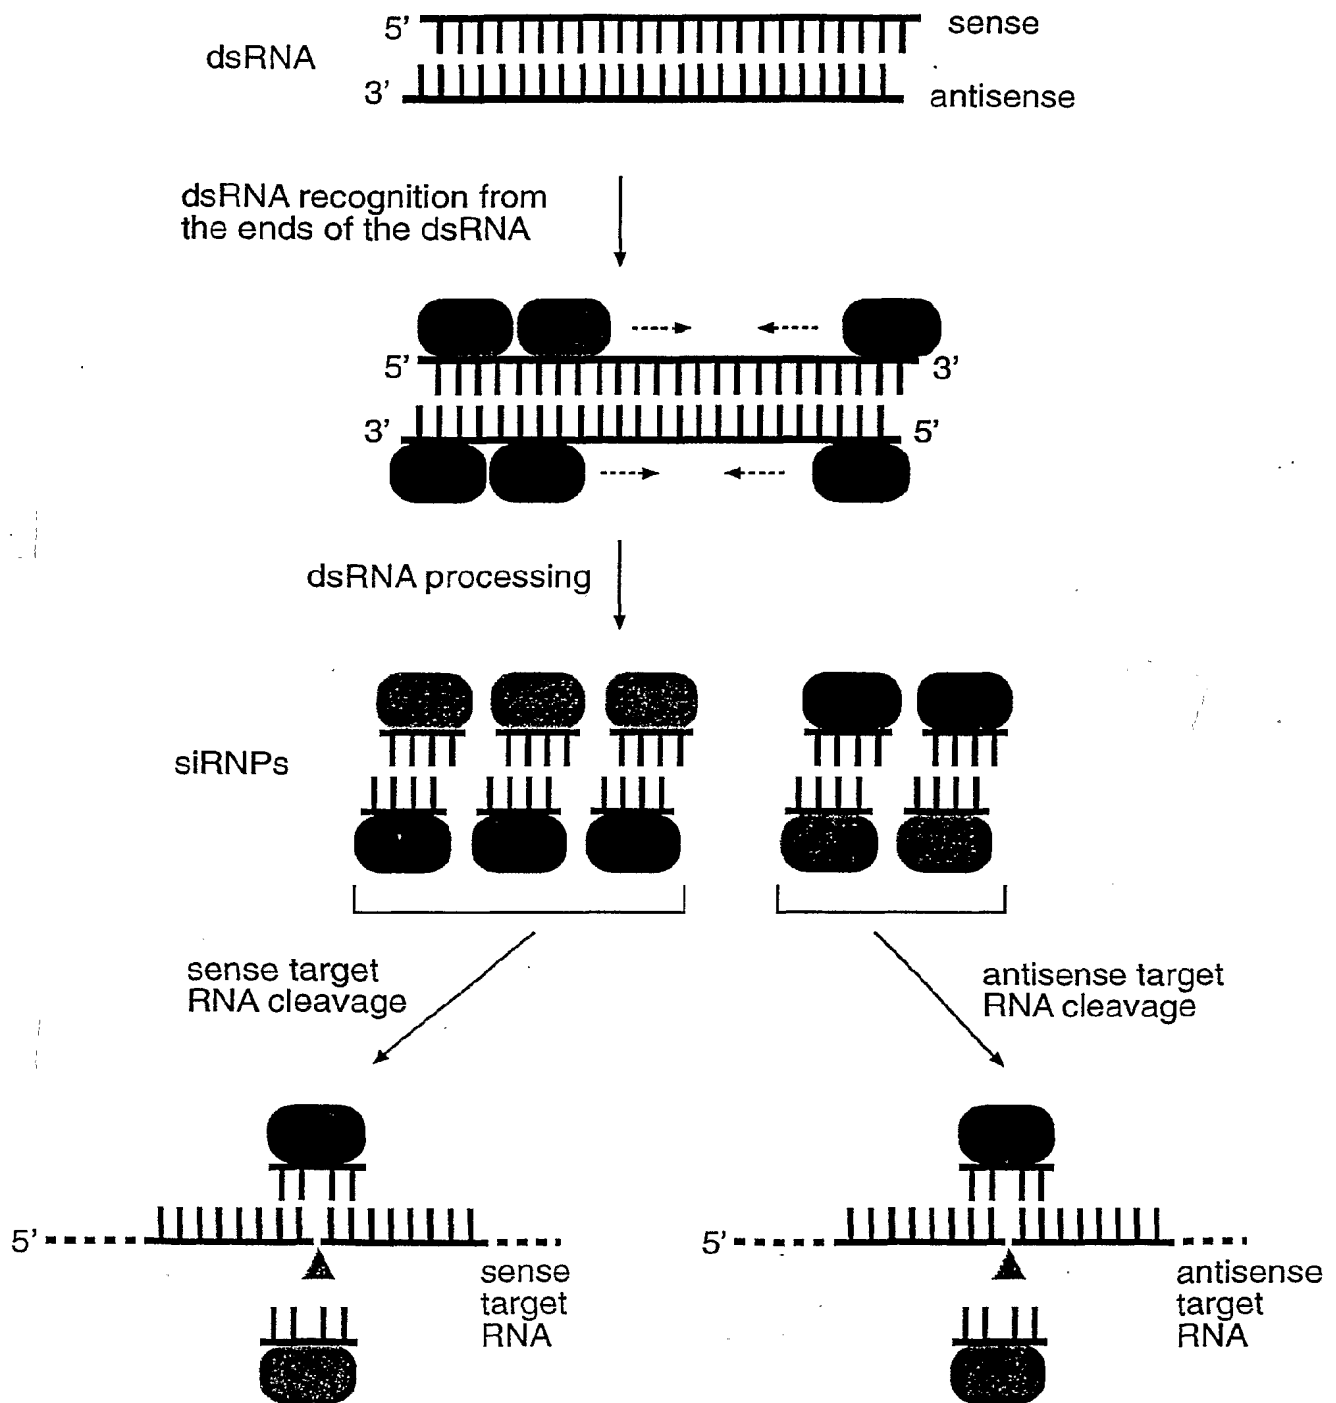 5’ sense
dsRNA
3’ antisense
dsRNA recognition from
the ends of the dsRNA
5’ 3’
3’ 5’
dsRNA processing
siRNPs
sense target
RNA cleavage
antisense target
RNA cleavage
5’
sense
target
RNA
5’
antisense
target
RNA